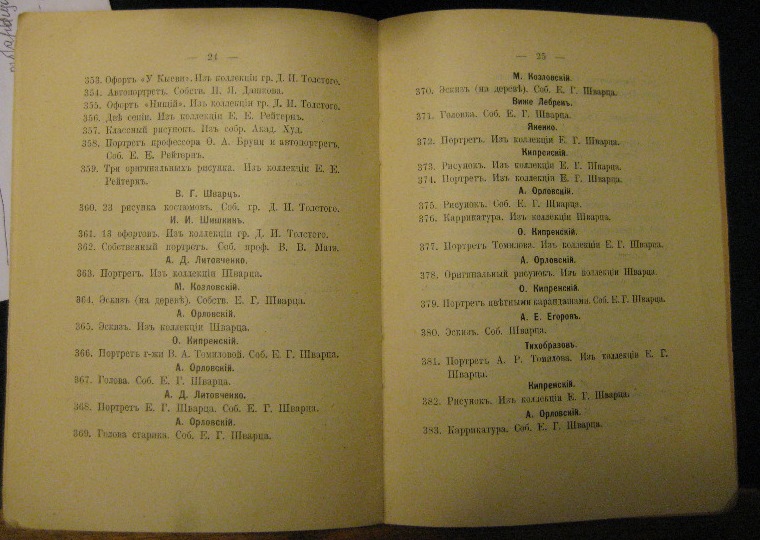 — 24 —
353. Офортъ «У Кысви». Изъ коллекціи гр. Д. И. Толстого.
354. Автопортретъ. Собств. П. Я. Дашкова.
355. Офортъ «Нищій». Изъ коллекціи гр. Д. И. Толстого.
356. Двѣ сепіи. Изъ коллекціи Е. Е. Рейтернъ.
357. Классный рисунокъ. Изъ собр. Акад. Худ.
358. Портретъ профессора Ѳ. А. Бруни и автопортретъ.
Соб. Е. Е. Рейтернъ.
359. Три оригинальныхъ рисунка. Изъ коллекціи Е. Е.
Рейтернъ.
В. Г. Шварцъ.
360. 23 рисунка костюмовъ. Соб. гр. Д. И. Толстого.
И. И. Шишкинъ.
361. 13 офортовъ. Изъ коллекціи гр. Д. И. Толстого.
362. Собственный портретъ. Соб. проф. В. В. Матэ.
А. Д. Литовченко.
363. Портретъ. Изъ коллекціи Шварца.
М. Козловскій.
364. Эскизъ (на деревѣ). Собств. Е. Г. Шварца.
А. Орловскій.
365. Эскизъ. Изъ коллекціи Шварца.
О. Кипренскій.
366. Портретъ г-жи В. А. Томиловой. Соб. Е. Г. Шварца.
А. Орловскій.
367. Голова. Соб. Е. Г. Шварца.
А. Д. Литовченко.
368. Портретъ Е. Г. Шварца. Соб. Е. Г. Шварца.
А. Орловскій.
369. Голова старика. Соб. Е. Г. Шварца.
— 25 —
М. Козловскій.
370. Эскизъ (на деревѣ). Соб. Е. Г. Шварца.
Виже Лебренъ.
371. Головка. Соб. Е. Г. Шварца.
Яненко.
372. Портретъ. Изъ коллекціи Е. Г. Шварца.
Кипренскій.
373. Рисунокъ. Изъ коллекціи Е. Г. Шварца.
374. Портретъ. Изъ коллекціи Е. Г. Шварца.
А. Орловскій.
375. Рисунокъ. Соб. Е. Г. Шварца.
376. Каррикатура. Изъ коллекціи Шварца.
О. Кипренскій.
377. Портретъ Томилова. Изъ коллекціи Е. Г. Шварца.
А. Орловскій.
378. Оригинальный рисунокъ. Изъ коллекціи Шварца.
О. Кипренскій.
379. Портретъ цвѣтными карандашами. Соб. Е. Г. Шварца.
А. Е. Егоровъ.
380. Эскизъ. Соб. Шварца.
Тихобразовъ.
381. Портретъ А. Р. Томилова. Изъ коллекціи Е. Г.
Шварца.
Кипренскій.
382. Рисунокъ. Изъ коллекціи Е. Г. Шварца.
А. Орловскій.
383. Каррикатура. Соб. Е. Г. Шварца.